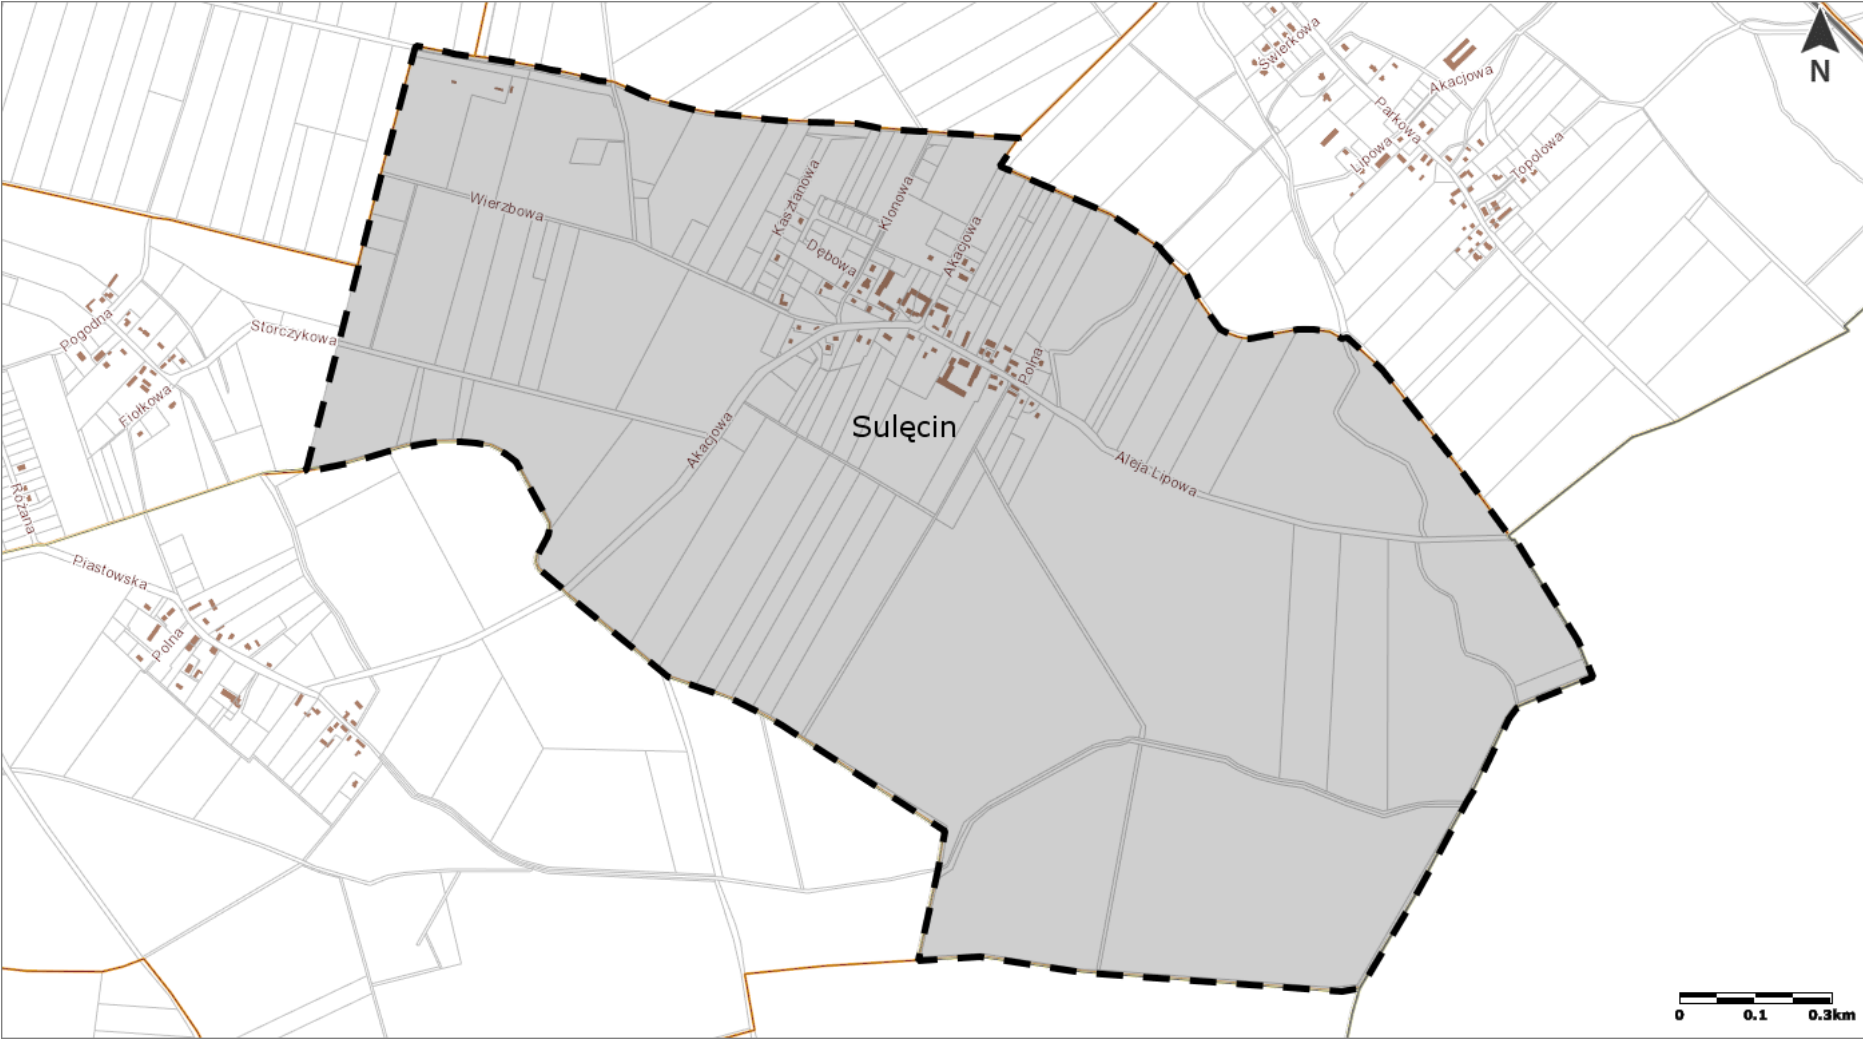 Świerkowa
Akacjowa
N
Parkowa
Lipowa
Topolowa
Kasztanowa
Klonowa
Wierzbowa
Akacjowa
Dębowa
Pogodna
Storczykowa
Polna
Fiołkowa
Sulęcin
Akacjowa
Aleja Lipowa
Różana
Piastowska
Polna
0 0.1 0.3km